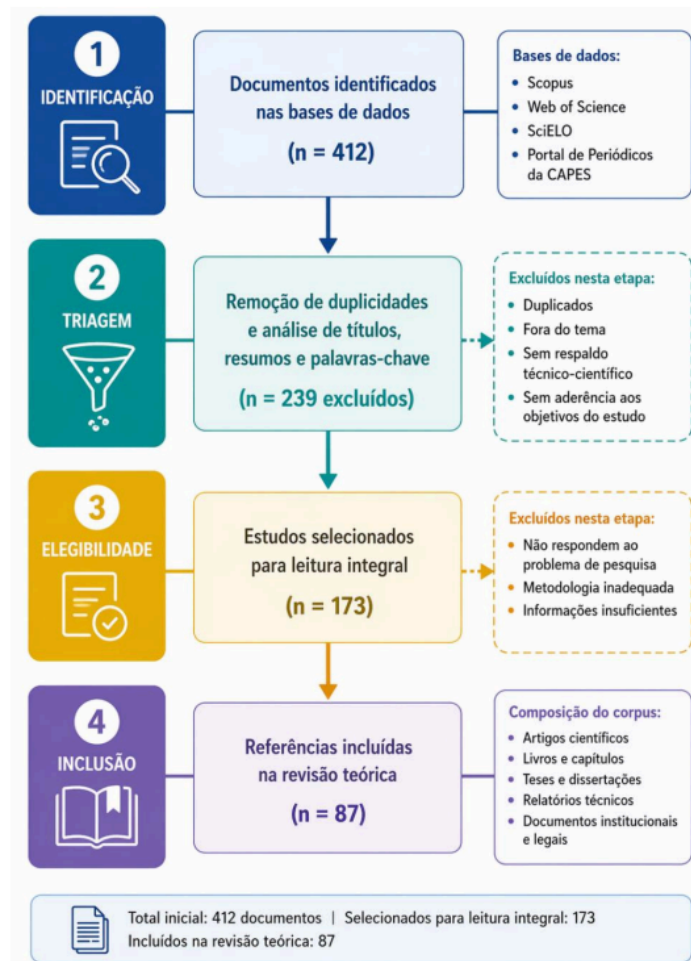 1
IDENTIFICAÇÃO
Documentos identificados
nas bases de dados
(n = 412)
Bases de dados:
• Scopus
• Web of Science
• SciELO
• Portal de Periódicos
da CAPES
2
TRIAGEM
Remoção de duplicidades
e análise de títulos,
resumos e palavras-chave
(n = 239 excluídos)
Excluídos nesta etapa:
• Duplicados
• Fora do tema
• Sem respaldo
técnico-científico
• Sem aderência aos
objetivos do estudo
3
ELEGIBILIDADE
Estudos selecionados
para leitura integral
(n = 173)
Excluídos nesta etapa:
• Não respondem ao
problema de pesquisa
• Metodologia inadequada
• Informações insuficientes
4
INCLUSÃO
Referências incluídas
na revisão teórica
(n = 87)
Composição do corpus:
• Artigos científicos
• Livros e capítulos
• Teses e dissertações
• Relatórios técnicos
• Documentos institucionais
e legais
Total inicial: 412 documentos | Selecionados para leitura integral: 173
Incluídos na revisão teórica: 87